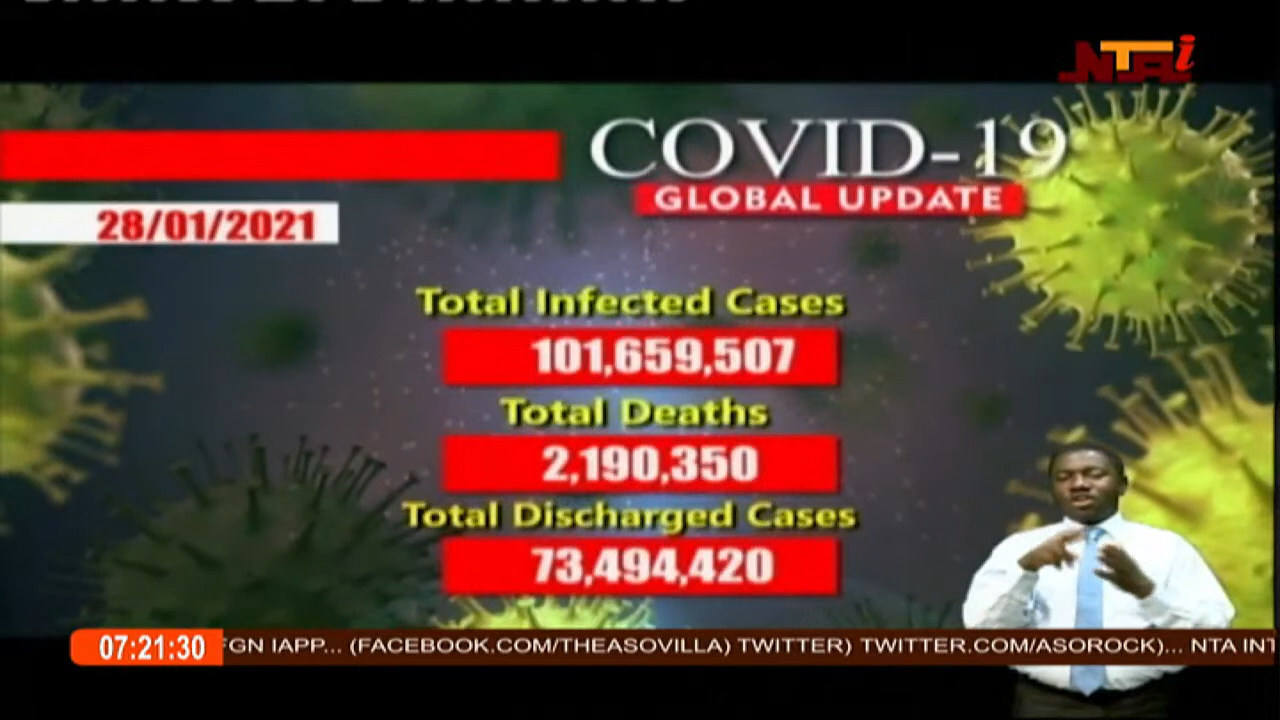 NTAi
COVID-19
GLOBAL UPDATE
28/01/2021
Total Infected Cases
101,659,507
Total Deaths
2,190,350
Total Discharged Cases
73,494,420
07:21:30 FGN IAPP... (FACEBOOK.COM/THEASOVILLA) TWITTER) TWITTER.COM/ASOROCK)... NTA INT